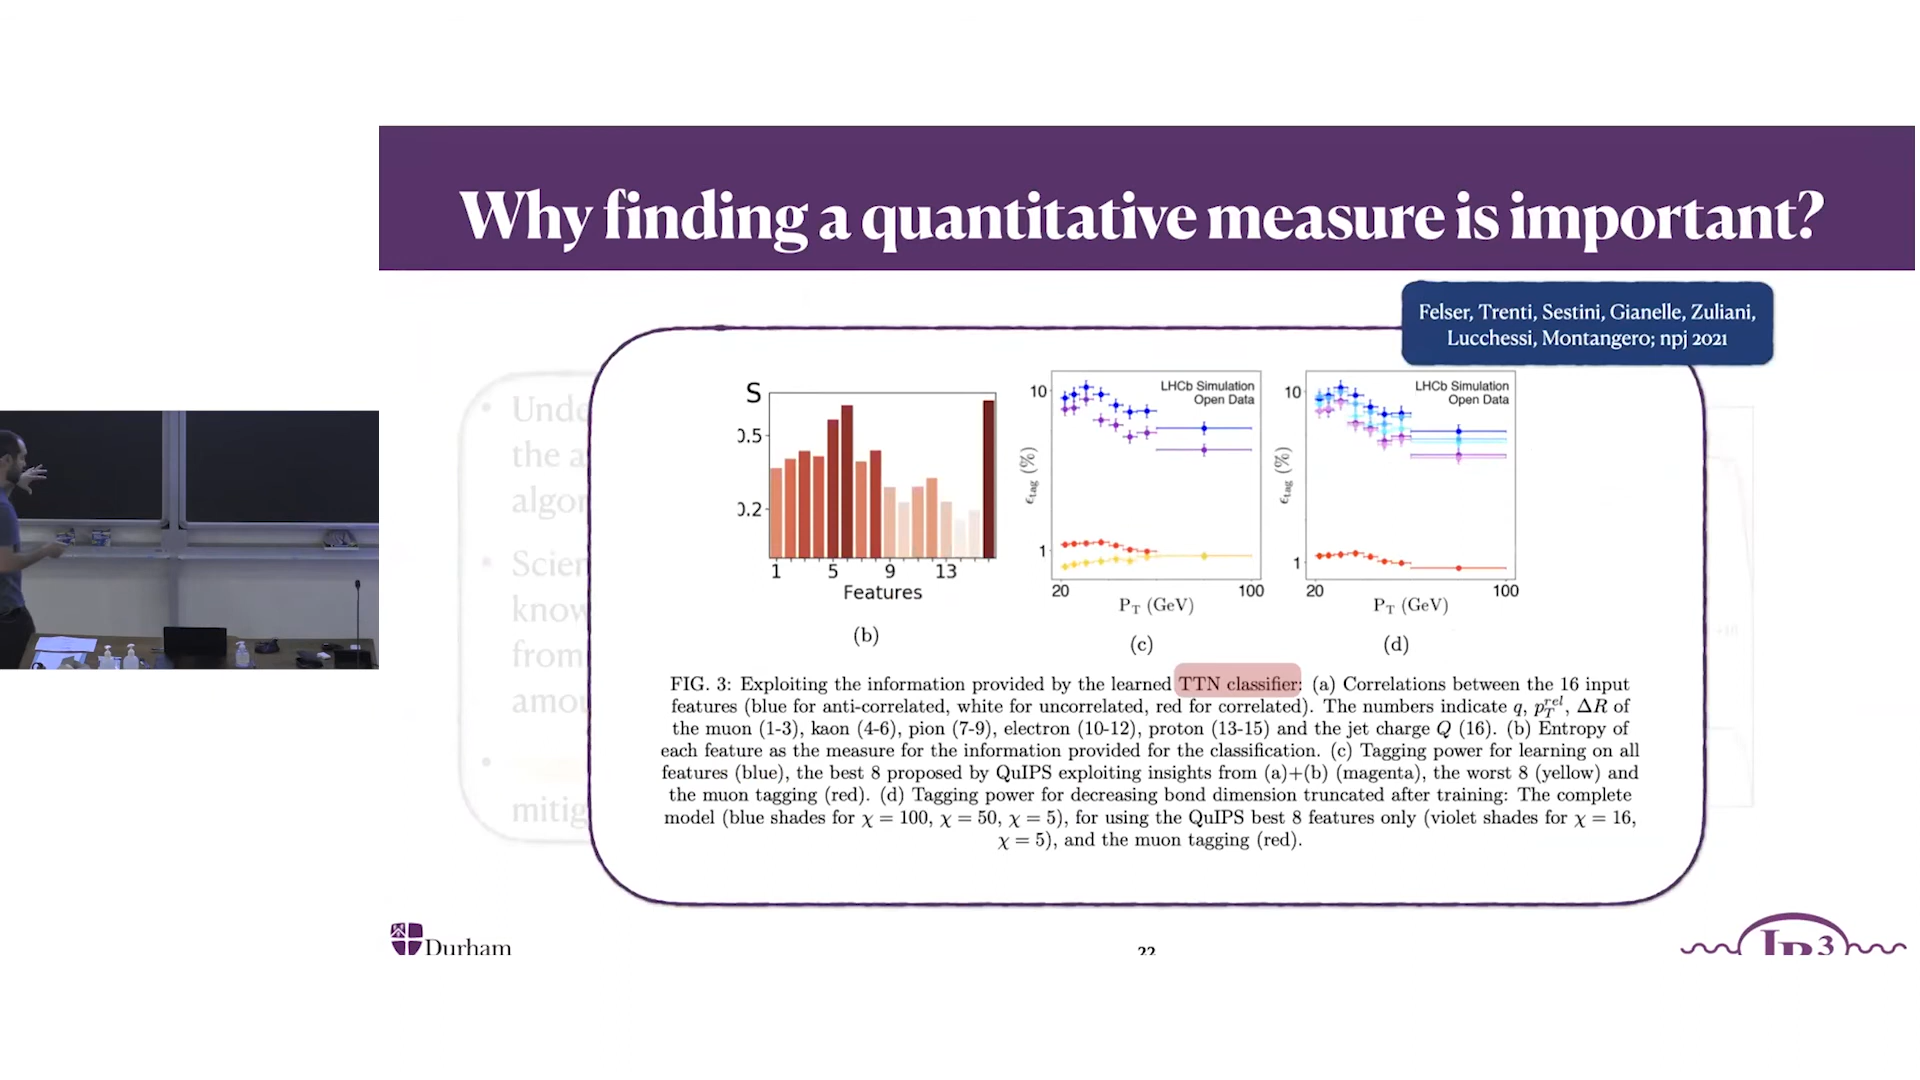 Why finding a quantitative measure is important?
Felser, Trenti, Sestini, Gianelle, Zuliani,
Lucchessi, Montangero; npj 2021
Unde
the a
algor
Scien
know
from
amou
mitig
S
0.5
0.2
1 5 9 13
Features
(b)
LHCb Simulation
Open Data
10
1
ϵtag (%)
20 100
PT (GeV)
(c)
LHCb Simulation
Open Data
10
1
ϵtag (%)
20 100
PT (GeV)
(d)
FIG. 3: Exploiting the information provided by the learned TTN classifier: (a) Correlations between the 16 input
features (blue for anti-correlated, white for uncorrelated, red for correlated). The numbers indicate q, p_T^rel, ΔR of
the muon (1-3), kaon (4-6), pion (7-9), electron (10-12), proton (13-15) and the jet charge Q (16). (b) Entropy of
each feature as the measure for the information provided for the classification. (c) Tagging power for learning on all
features (blue), the best 8 proposed by QuIPS exploiting insights from (a)+(b) (magenta), the worst 8 (yellow) and
the muon tagging (red). (d) Tagging power for decreasing bond dimension truncated after training: The complete
model (blue shades for χ = 100, χ = 50, χ = 5), for using the QuIPS best 8 features only (violet shades for χ = 16,
χ = 5), and the muon tagging (red).
Durham
22
IP3